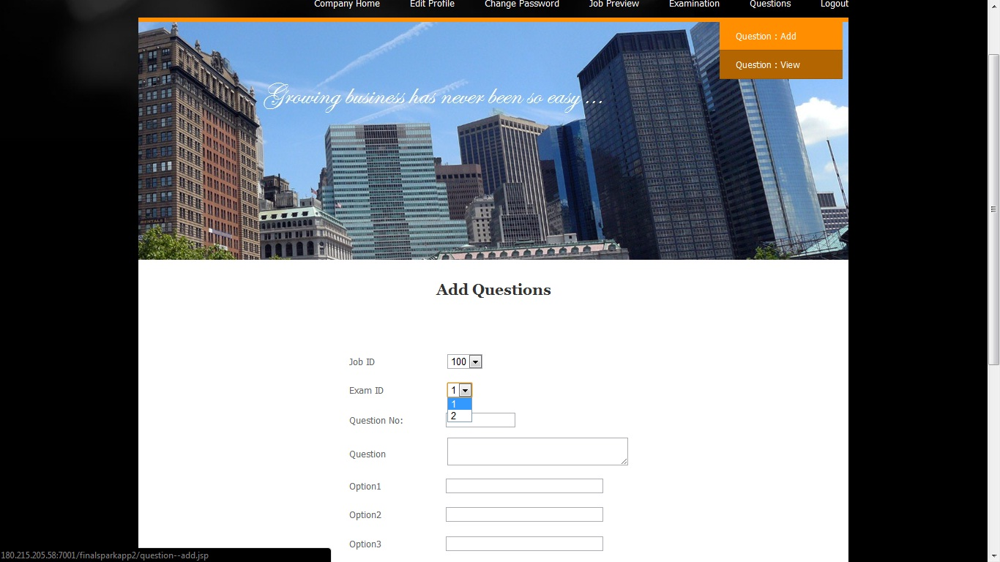 Company Home Edit Profile Change Password Job Preview Examination Questions Logout
Question : Add
Question : View
Growing business has never been so easy ...
Add Questions
Job ID 100
Exam ID 1
1
2
Question No:
Question
Option1
Option2
Option3
180.215.205.58:7001/finalsparkapp2/question--add.jsp